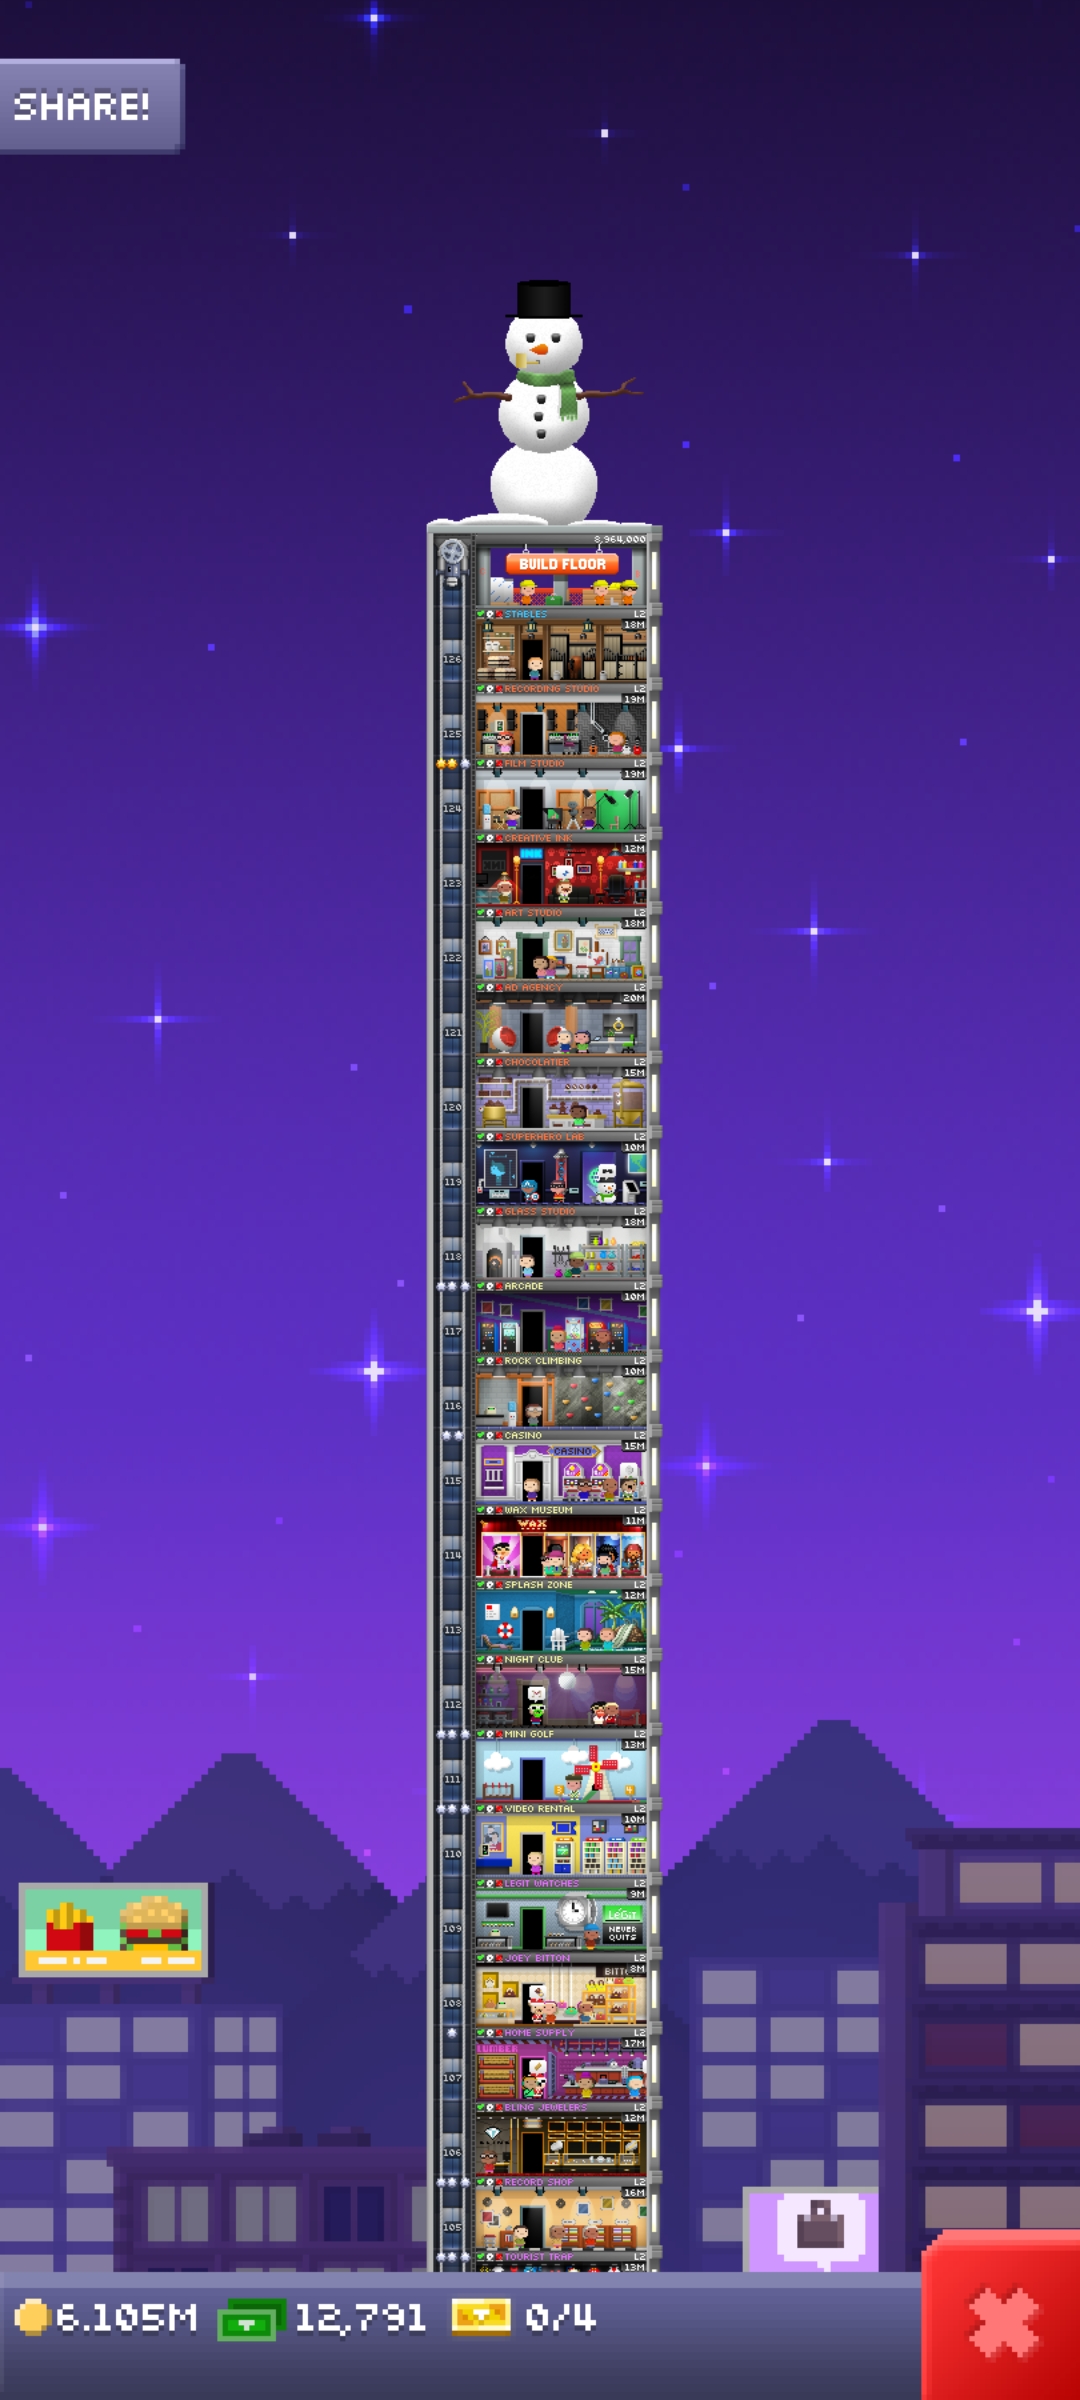 SHARE!
8,964,000
BUILD FLOOR
STABLES L2
18M
126
RECORDING STUDIO L2
19M
125
FILM STUDIO L2
19M
124
CREATIVE INK L2
12M
INK
123
ART STUDIO L2
18M
122
AD AGENCY L2
20M
121
CHOCOLATIER L2
15M
120
SUPERHERO LAB L2
10M
119
GLASS STUDIO L2
18M
118
ARCADE L2
10M
117
ROCK CLIMBING L2
10M
116
CASINO L2
15M
CASINO
115
WAX MUSEUM L2
11M
WAX
114
SPLASH ZONE L2
12M
113
NIGHT CLUB L2
15M
112
MINI GOLF L2
13M
111
VIDEO RENTAL L2
10M
110
LEGIT WATCHES L2
9M
LéGiT
NEVER
QUITS
109
JOEY BITTON L2
8M
BITT
108
HOME SUPPLY L2
17M
LUMBER
107
BLING JEWELERS L2
12M
106
RECORD SHOP L2
16M
105
TOURIST TRAP L2
13M
6.105M 12,791 0/4